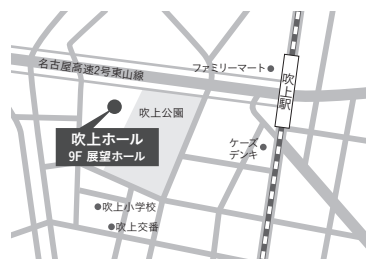 名古屋高速2号東山線
ファミリーマート
吹上駅
吹上公園
吹上ホール
9F 展望ホール
ケーズ
デンキ
吹上小学校
吹上交番